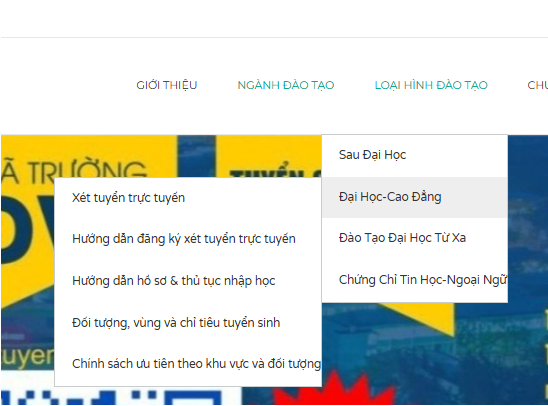 GIỚI THIỆU
NGÀNH ĐÀO TẠO
LOẠI HÌNH ĐÀO TẠO
Ã TRƯỜNG
TUYỂN
Sau Đại Học
Đại Học-Cao Đẳng
Đào Tạo Đại Học Từ Xa
Chứng Chỉ Tin Học-Ngoại Ngữ
Xét tuyển trực tuyến
Hướng dẫn đăng ký xét tuyển trực tuyến
Hướng dẫn hồ sơ & thủ tục nhập học
Đối tượng, vùng và chỉ tiêu tuyển sinh
Chính sách ưu tiên theo khu vực và đối tượng